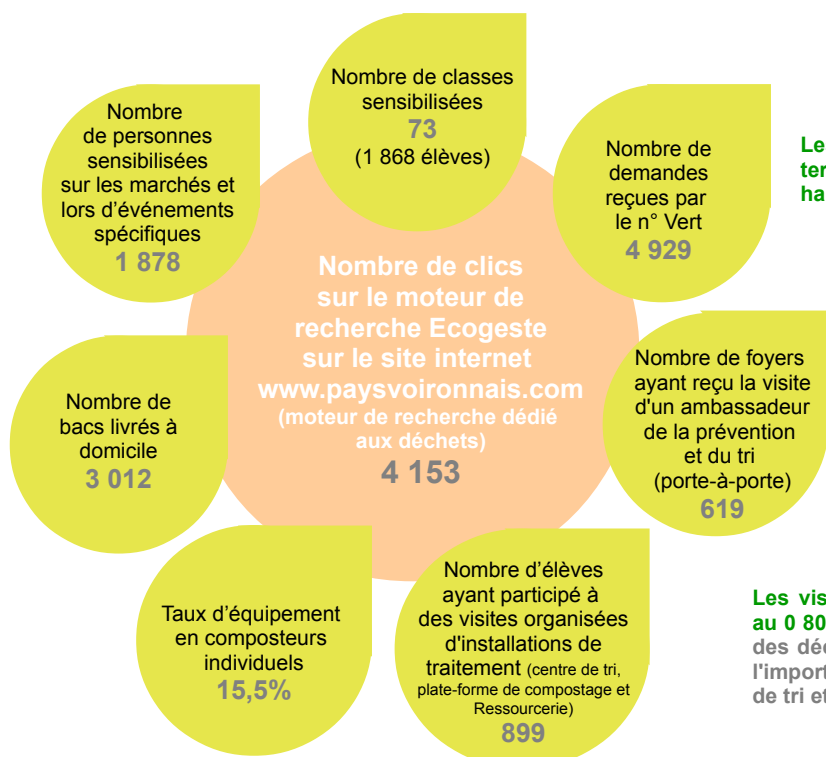 Nombre de classes
sensibilisées
73
(1 868 élèves)
Nombre
de personnes
sensibilisées
sur les marchés et
lors d'événements
spécifiques
1 878
Nombre de
demandes
reçues par
le n° Vert
4 929
Nombre de clics
sur le moteur de
recherche Ecogeste
sur le site internet
www.paysvoironnais.com
(moteur de recherche dédié
aux déchets)
4 153
Nombre de
bacs livrés à
domicile
3 012
Nombre de foyers
ayant reçu la visite
d'un ambassadeur
de la prévention
et du tri
(porte-à-porte)
619
Taux d'équipement
en composteurs
individuels
15,5%
Nombre d'élèves
ayant participé à
des visites organisées
d'installations de
traitement (centre de tri,
plate-forme de compostage et
Ressourcerie)
899
Le
ter
ha
Les vis
au 0 80
des déc
l'import
de tri et